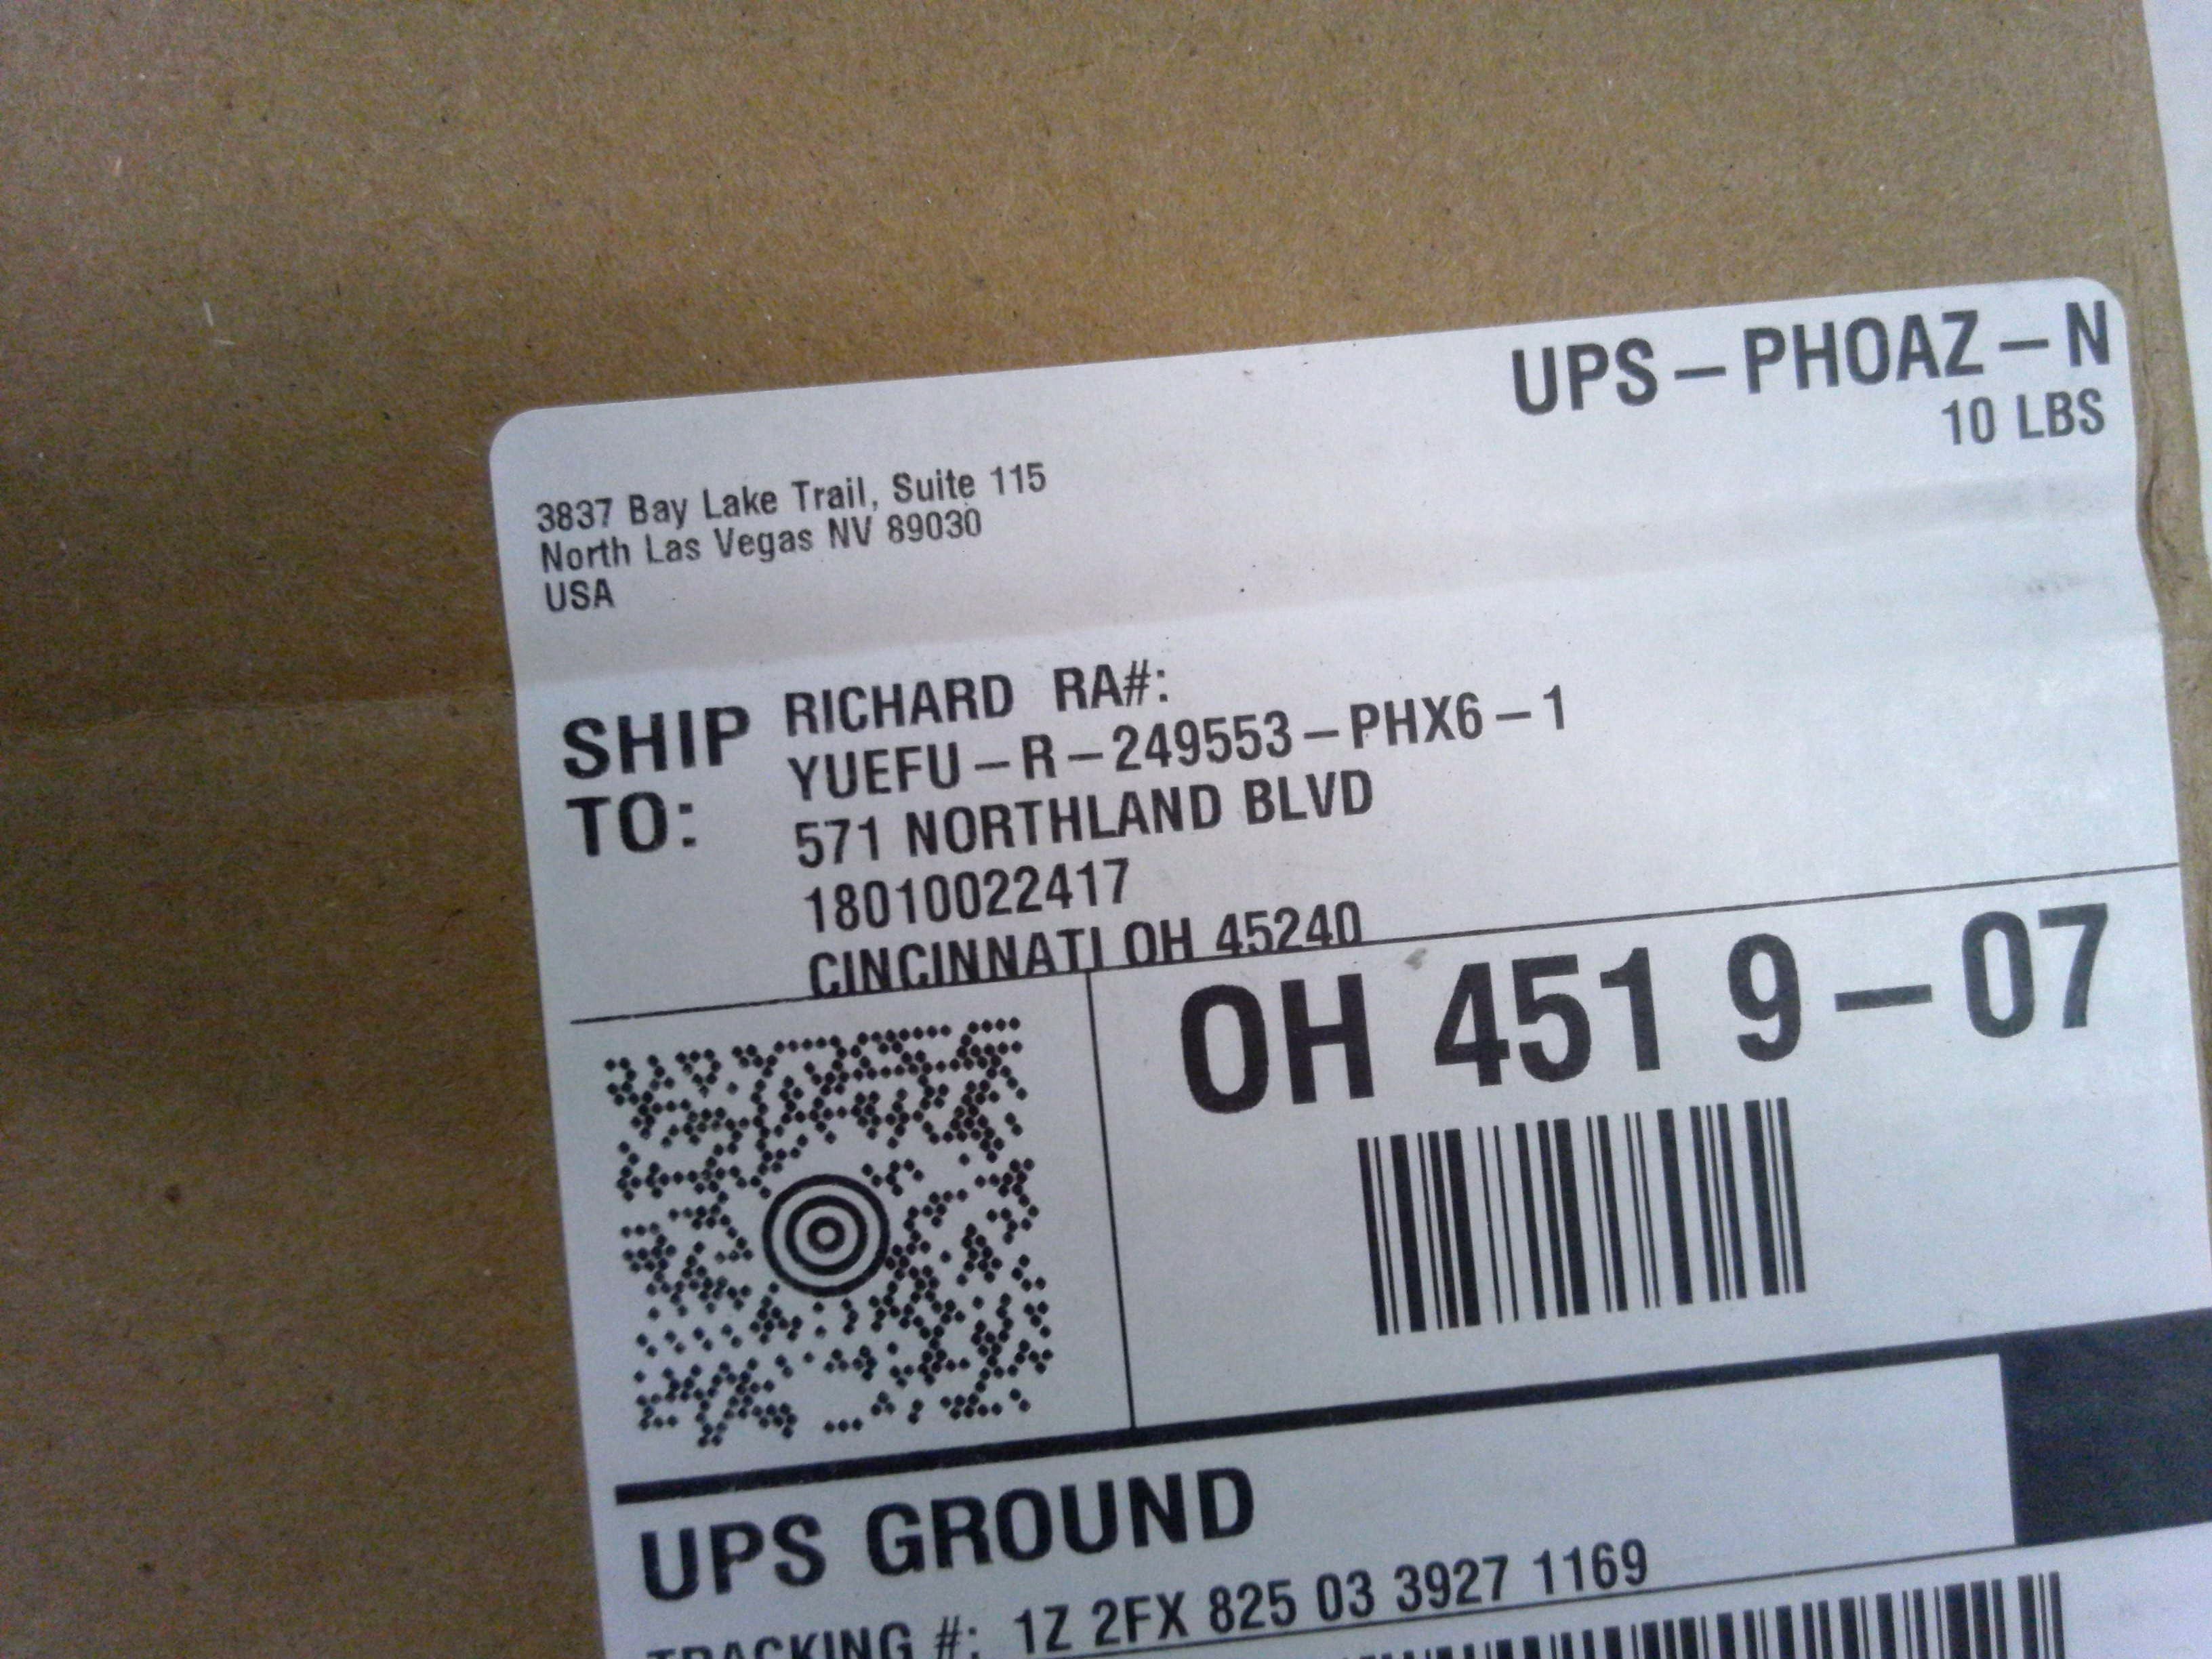 UPS-PHOAZ-N
10 LBS
3837 Bay Lake Trail, Suite 115
North Las Vegas NV 89030
USA
SHIP TO:
RICHARD RA#:
YUEFU-R-249553-PHX6-1
571 NORTHLAND BLVD
18010022417
CINCINNATI OH 45240
OH 451 9-07
UPS GROUND
TRACKING #: 1Z 2FX 825 03 3927 1169